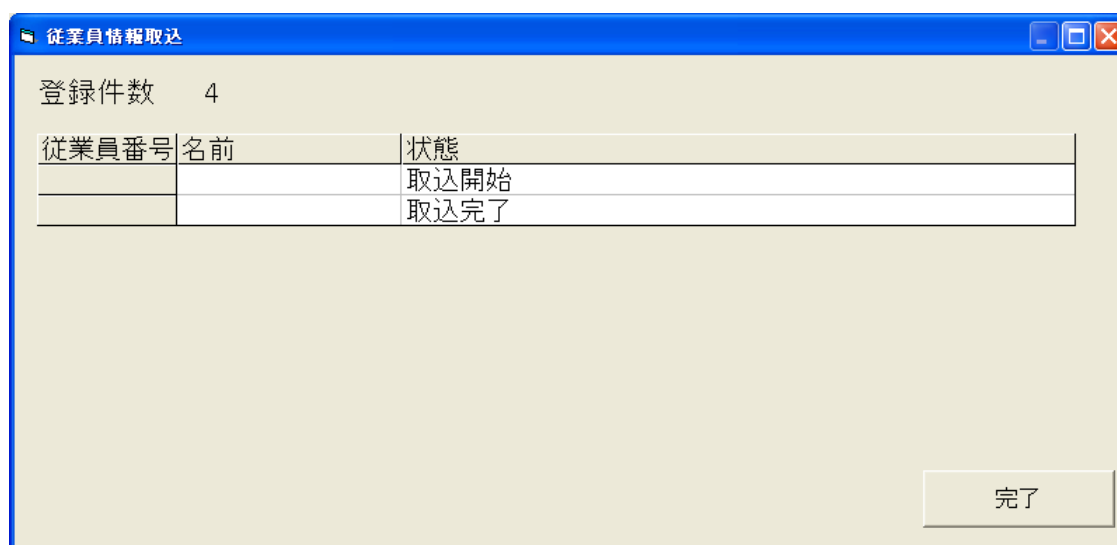 従業員情報取込
登録件数 4
従業員番号 名前 状態
取込開始
取込完了
完了